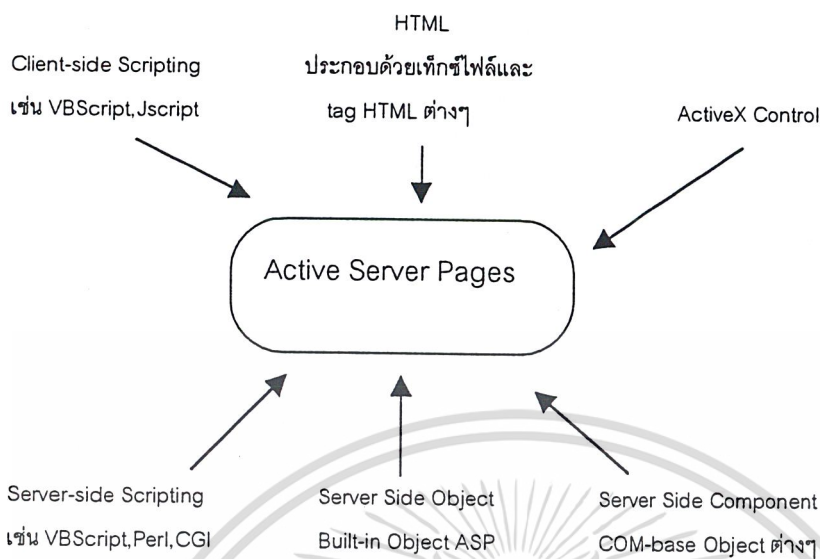 HTML
Client-side Scripting
ประกอบด้วยเท็กซ์ไฟล์และ
เช่น VBScript,Jscript
tag HTML ต่างๆ
ActiveX Control
Active Server Pages
Server-side Scripting
เช่น VBScript,Perl,CGI
Server Side Object
Built-in Object ASP
Server Side Component
COM-base Object ต่างๆ